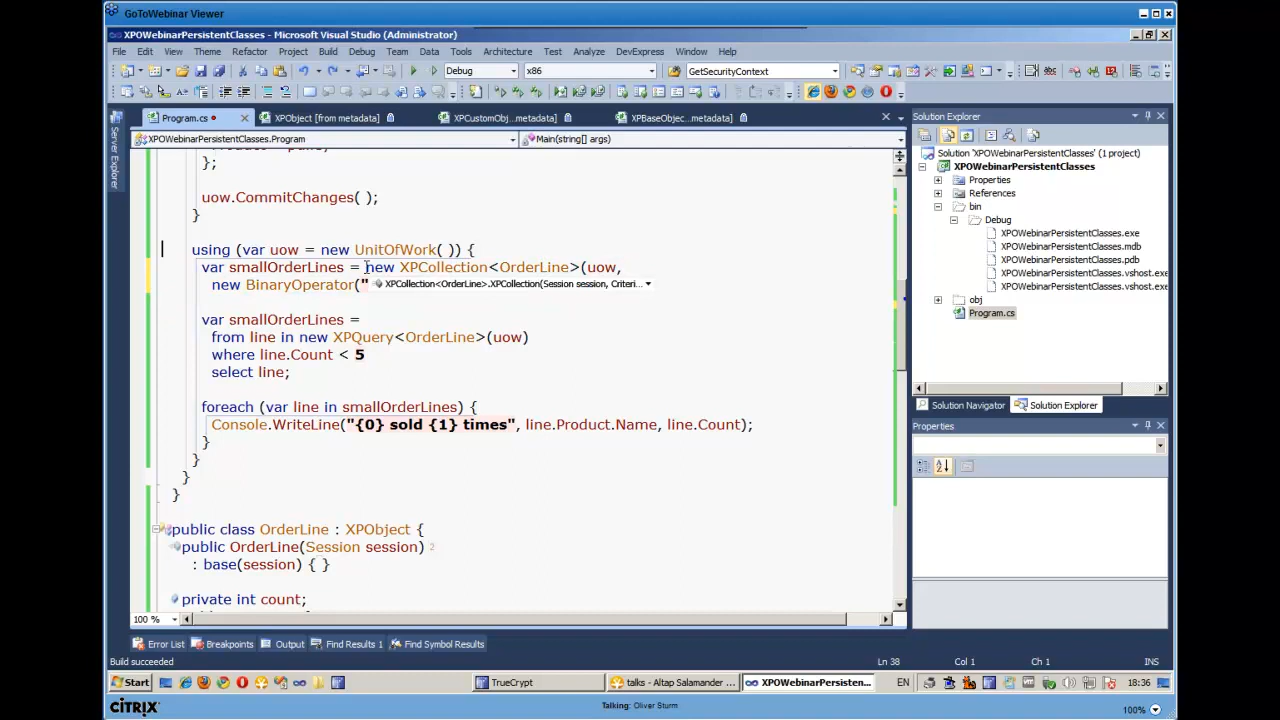 GoToWebinar Viewer
XPOWebinarPersistentClasses - Microsoft Visual Studio (Administrator)
File Edit View Theme Refactor Project Build Debug Team Data Tools Architecture Test Analyze DevExpress Window Help
Debug x86 GetSecurityContext
Program.cs XPObject [from metadata] XPCustomObj...t [from metadata] XPBaseObjec...metadata]
XPOWebinarPersistentClasses.Program Main(string[] args)
};
uow.CommitChanges( );
}
using (var uow = new UnitOfWork( )) {
var smallOrderLines = new XPCollection<OrderLine>(uow,
new BinaryOperator(" XPCollection<OrderLine>.XPCollection(Session session, Criteri...
var smallOrderLines =
from line in new XPQuery<OrderLine>(uow)
where line.Count < 5
select line;
foreach (var line in smallOrderLines) {
Console.WriteLine("{0} sold {1} times", line.Product.Name, line.Count);
}
}
}
}
public class OrderLine : XPObject {
public OrderLine(Session session) 2
: base(session) { }
private int count;
100 %
Server Explorer
Solution Explorer
Solution 'XPOWebinarPersistentClasses' (1 project)
XPOWebinarPersistentClasses
Properties
References
bin
Debug
XPOWebinarPersistentClasses.exe
XPOWebinarPersistentClasses.mdb
XPOWebinarPersistentClasses.pdb
XPOWebinarPersistentClasses.vshost.exe
XPOWebinarPersistentClasses.vshost.exe
obj
Program.cs
Solution Navigator Solution Explorer
Properties
Error List Breakpoints Output Find Results 1 Find Symbol Results
Build succeeded Ln 38 Col 1 Ch 1 INS
Start TrueCrypt talks - Altap Salamander ... XPOWebinarPersisten... EN 18:36
CITRIX Talking: Oliver Sturm 100%